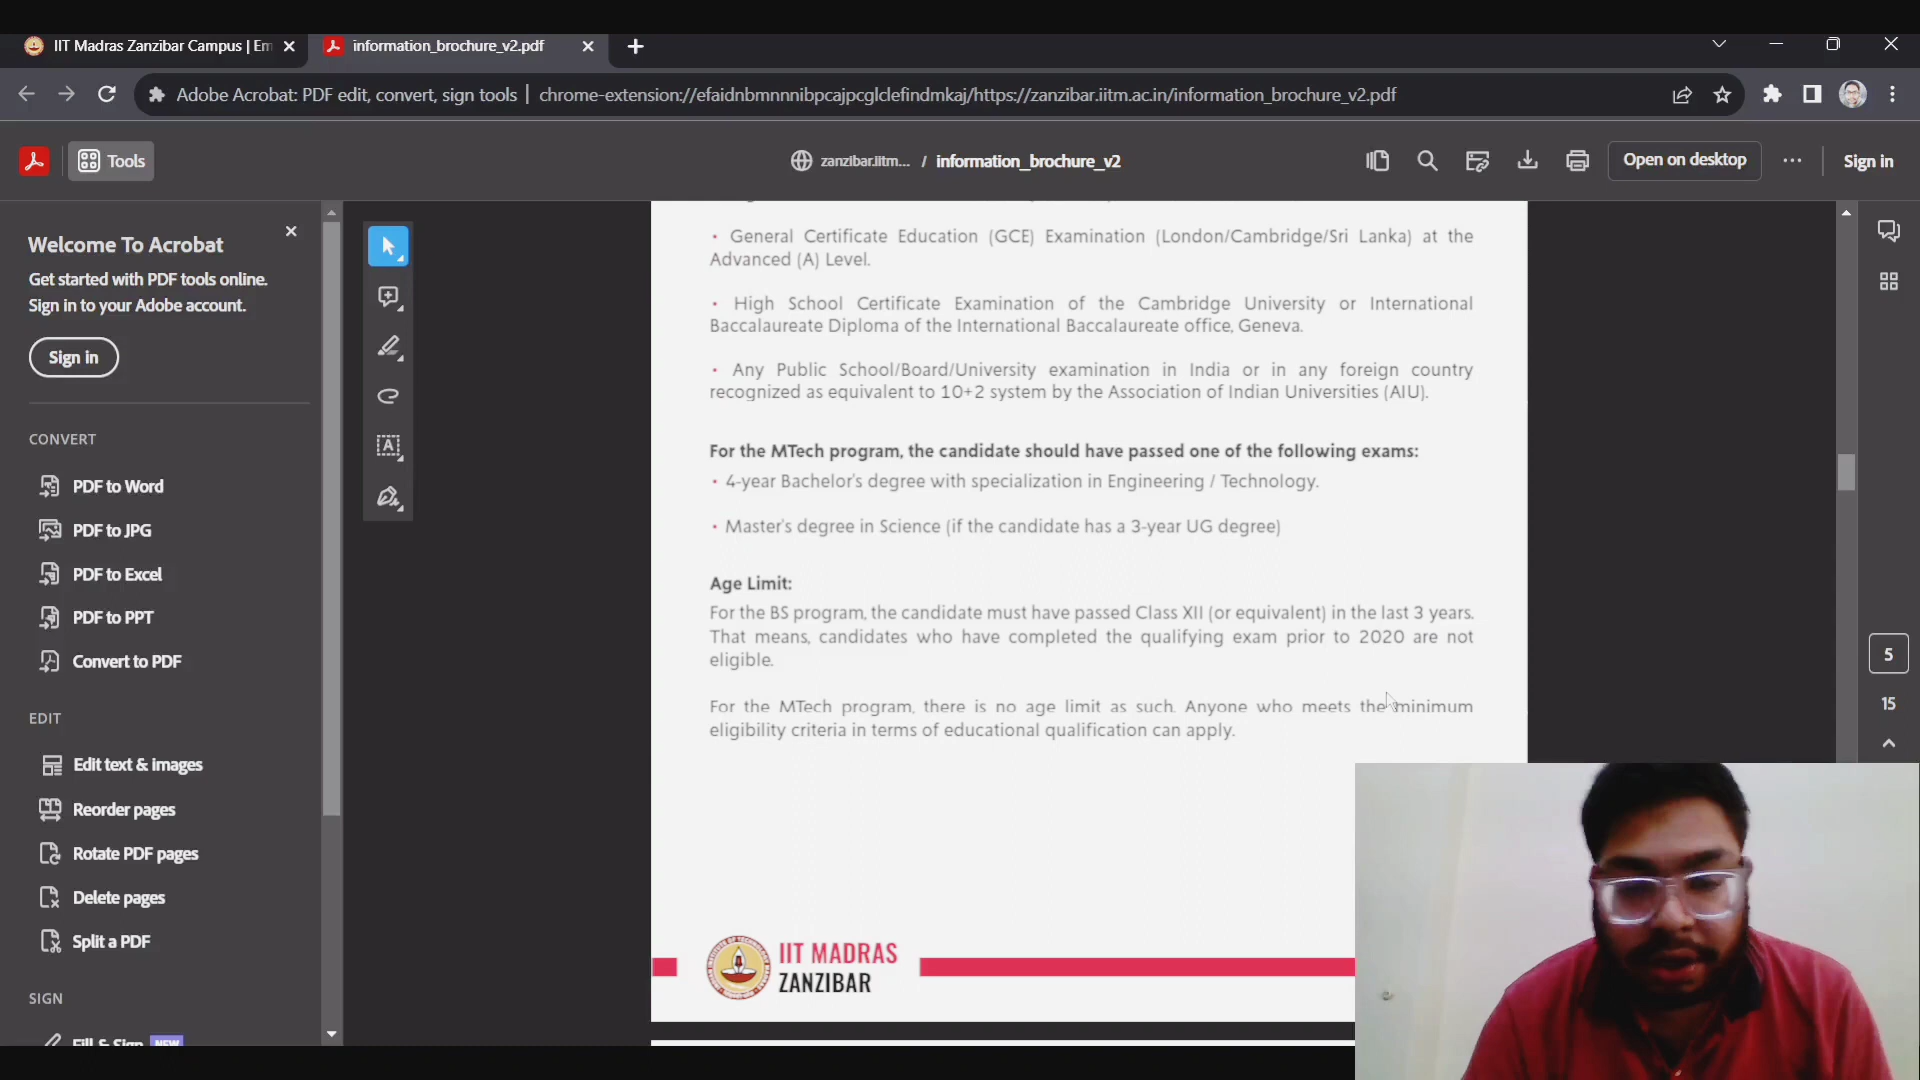 IIT Madras Zanzibar Campus | Em
information_brochure_v2.pdf
Adobe Acrobat: PDF edit, convert, sign tools | chrome-extension://efaidnbmnnnibpcajpcglclefindmkaj/https://zanzibar.iitm.ac.in/information_brochure_v2.pdf
Tools
zanzibar.iitm... / information_brochure_v2
Open on desktop
Sign in
Welcome To Acrobat
Get started with PDF tools online.
Sign in to your Adobe account.
Sign in
CONVERT
PDF to Word
PDF to JPG
PDF to Excel
PDF to PPT
Convert to PDF
EDIT
Edit text & images
Reorder pages
Rotate PDF pages
Delete pages
Split a PDF
SIGN
Fill & Sign NEW
• General Certificate Education (GCE) Examination (London/Cambridge/Sri Lanka) at the
Advanced (A) Level.
• High School Certificate Examination of the Cambridge University or International
Baccalaureate Diploma of the International Baccalaureate office, Geneva.
• Any Public School/Board/University examination in India or in any foreign country
recognized as equivalent to 10+2 system by the Association of Indian Universities (AIU).
For the MTech program, the candidate should have passed one of the following exams:
• 4-year Bachelor's degree with specialization in Engineering / Technology.
• Master's degree in Science (if the candidate has a 3-year UG degree)
Age Limit:
For the BS program, the candidate must have passed Class XII (or equivalent) in the last 3 years.
That means, candidates who have completed the qualifying exam prior to 2020 are not
eligible.
For the MTech program, there is no age limit as such. Anyone who meets the minimum
eligibility criteria in terms of educational qualification can apply.
IIT MADRAS
ZANZIBAR
5
15